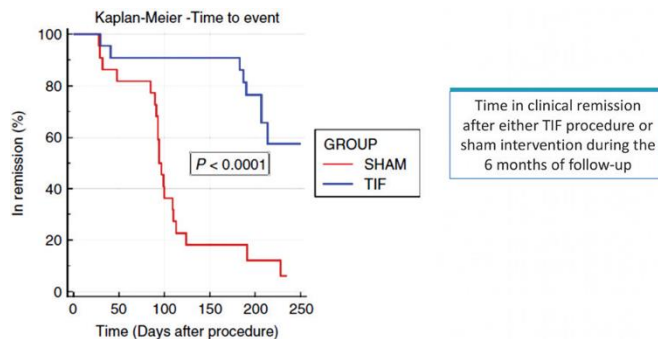 Kaplan-Meier -Time to event
100
80
60
40
20
0
In remission (%)
P < 0.0001
0 50 100 150 200 250
Time (Days after procedure)
GROUP
SHAM
TIF
Time in clinical remission
after either TIF procedure or
sham intervention during the
6 months of follow-up